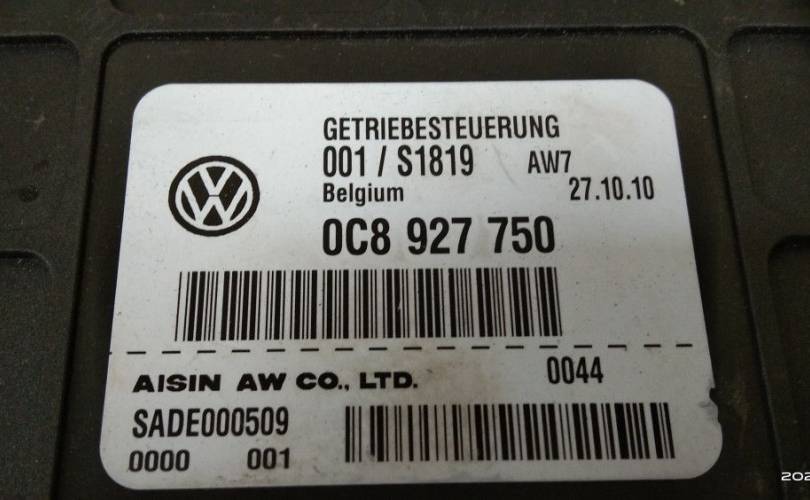 GETRIEBESTEUERUNG
001 / S1819 AW7
Belgium 27.10.10
0C8 927 750
AISIN AW CO., LTD. 0044
SADE000509
0000 001